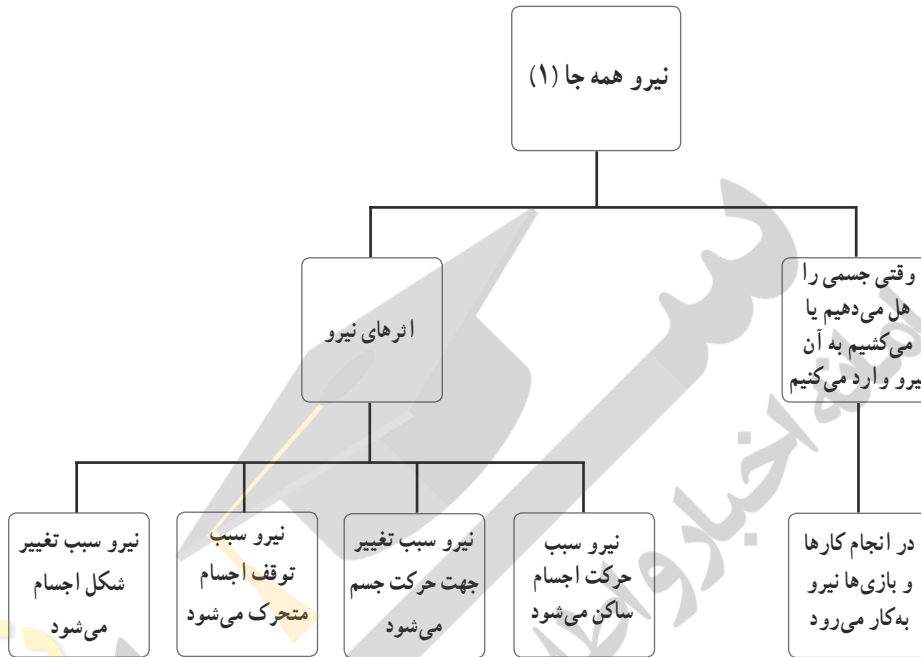 نیرو همه جا (۱)
وقتی جسمی را
هل می‌دهیم یا
می‌کشیم به آن
نیرو وارد می‌کنیم
اثرهای نیرو
در انجام کارها
و بازی‌ها نیرو
به‌کار می‌رود
نیرو سبب
حرکت اجسام
ساکن می‌شود
نیرو سبب تغییر
جهت حرکت جسم
می‌شود
نیرو سبب
توقف اجسام
متحرک می‌شود
نیرو سبب تغییر
شکل اجسام
می‌شود